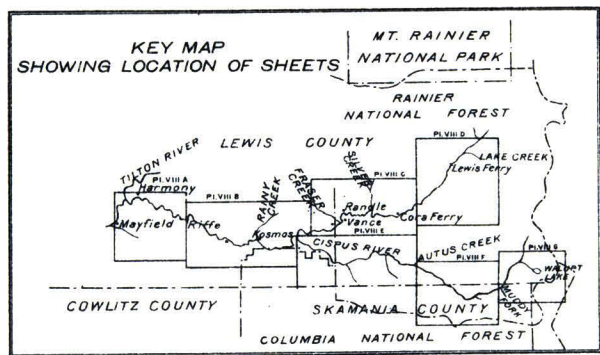 KEY MAP
SHOWING LOCATION OF SHEETS
MT. RAINIER
NATIONAL PARK
RAINIER
NATIONAL FOREST
LEWIS COUNTY
TILTON RIVER
Pl.VIII A
Harmony
Mayfield
Pl.VIII B
Riffe
RAINY CREEK
Kosmos
FRASER CREEK
SILVER CREEK
Pl.VIII C
Randle
Vance
Pl.VIII E
Cora Ferry
Pl.VIII D
LAKE CREEK
Lewis Ferry
CISPUS RIVER
AUTUS CREEK
Pl.VIII F
Pl.VIII G
WALUPT LAKE
MUDDY FORK
COWLITZ COUNTY
SKAMANIA COUNTY
COLUMBIA NATIONAL FOREST